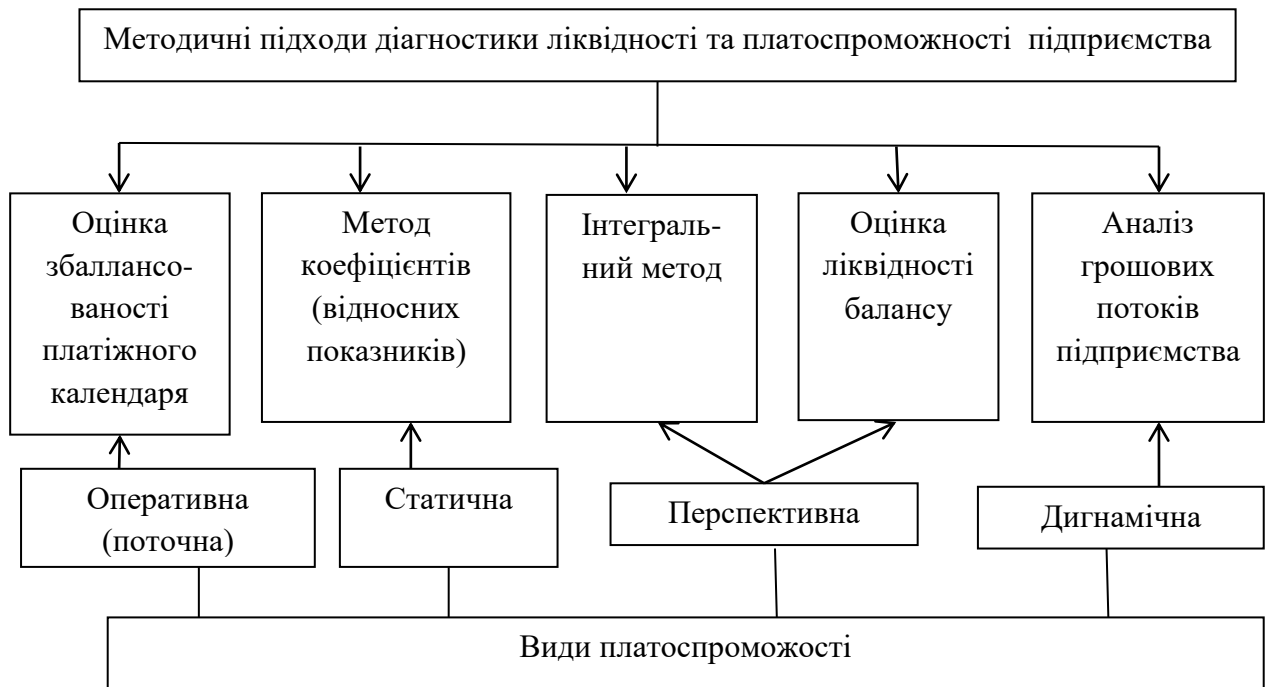 Методичні підходи діагностики ліквідності та платоспроможності підприємства
Оцінка
збаллансо-
ваності
платіжного
календаря
Метод
коефіцієнтів
(відносних
показників)
Інтеграль-
ний метод
Оцінка
ліквідності
балансу
Аналіз
грошових
потоків
підприємства
Оперативна
(поточна)
Статична
Перспективна
Дигнамічна
Види платоспроможості